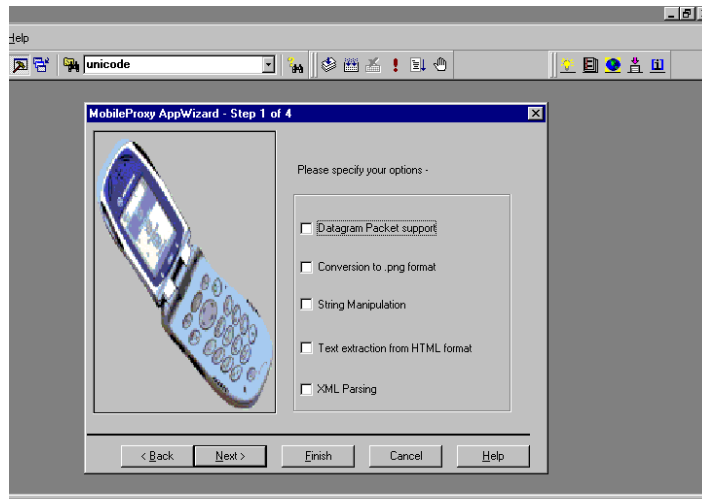 Help
unicode
MobileProxy AppWizard - Step 1 of 4
Please specify your options -
Datagram Packet support
Conversion to .png format
String Manipulation
Text extraction from HTML format
XML Parsing
< Back Next > Finish Cancel Help